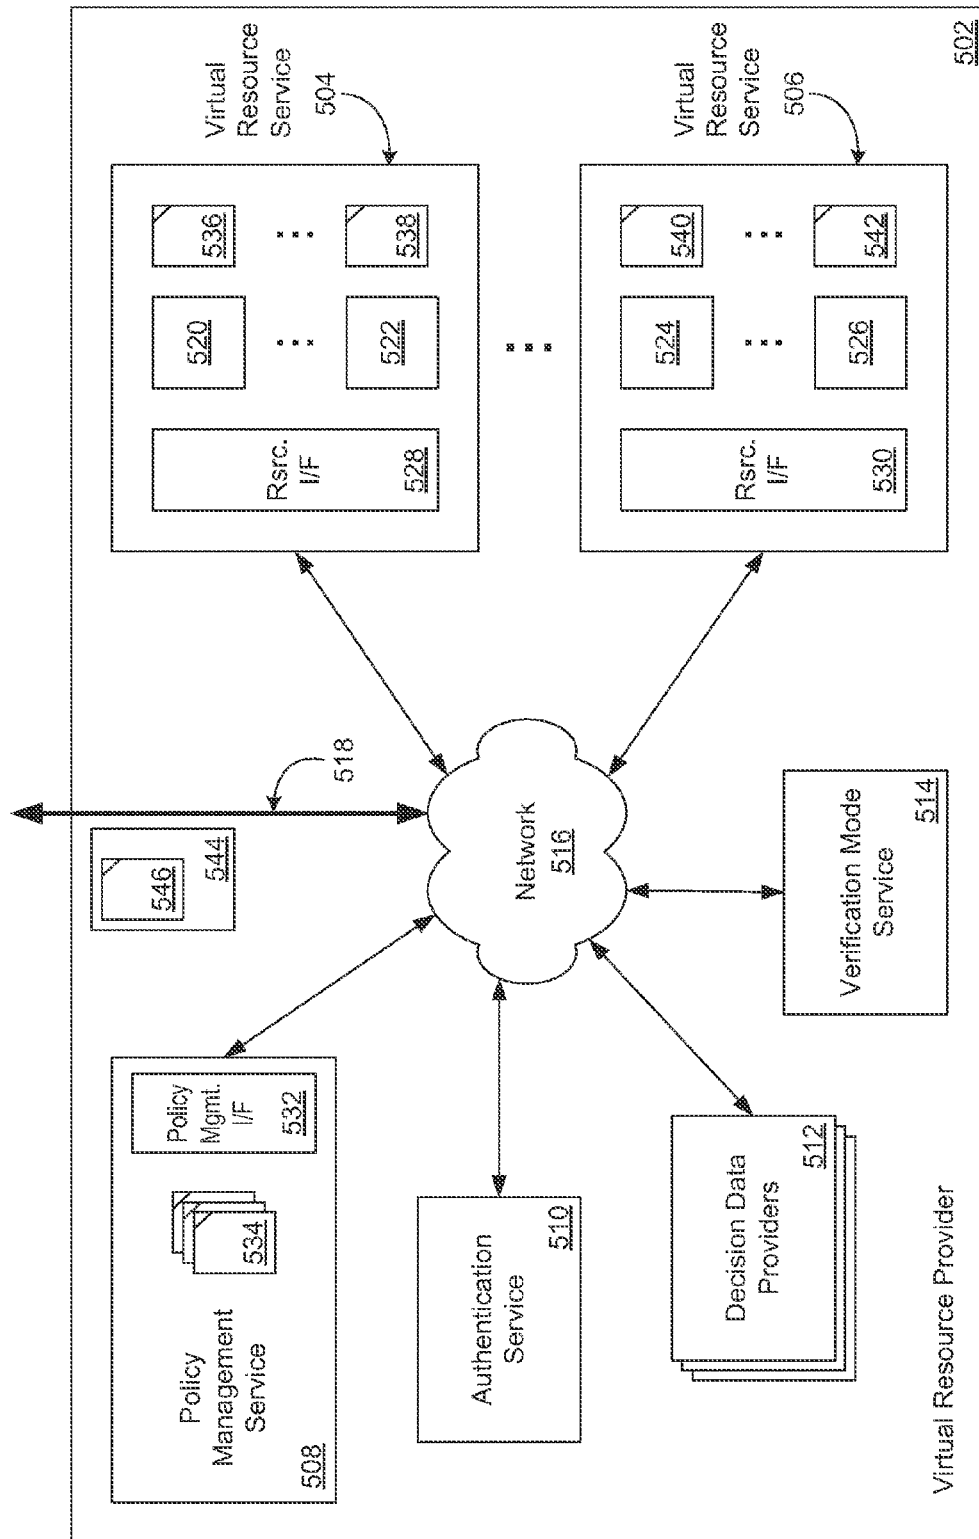 Virtual Resource Provider
502
Policy
Management
Service
508
534
Policy
Mgmt.
I/F
532
546
544
518
Network
516
Authentication
Service
510
Decision Data
Providers
512
Verification Mode
Service
514
Virtual
Resource
Service
504
Rsrc.
I/F
528
520
522
536
538
Virtual
Resource
Service
506
Rsrc.
I/F
530
524
526
540
542